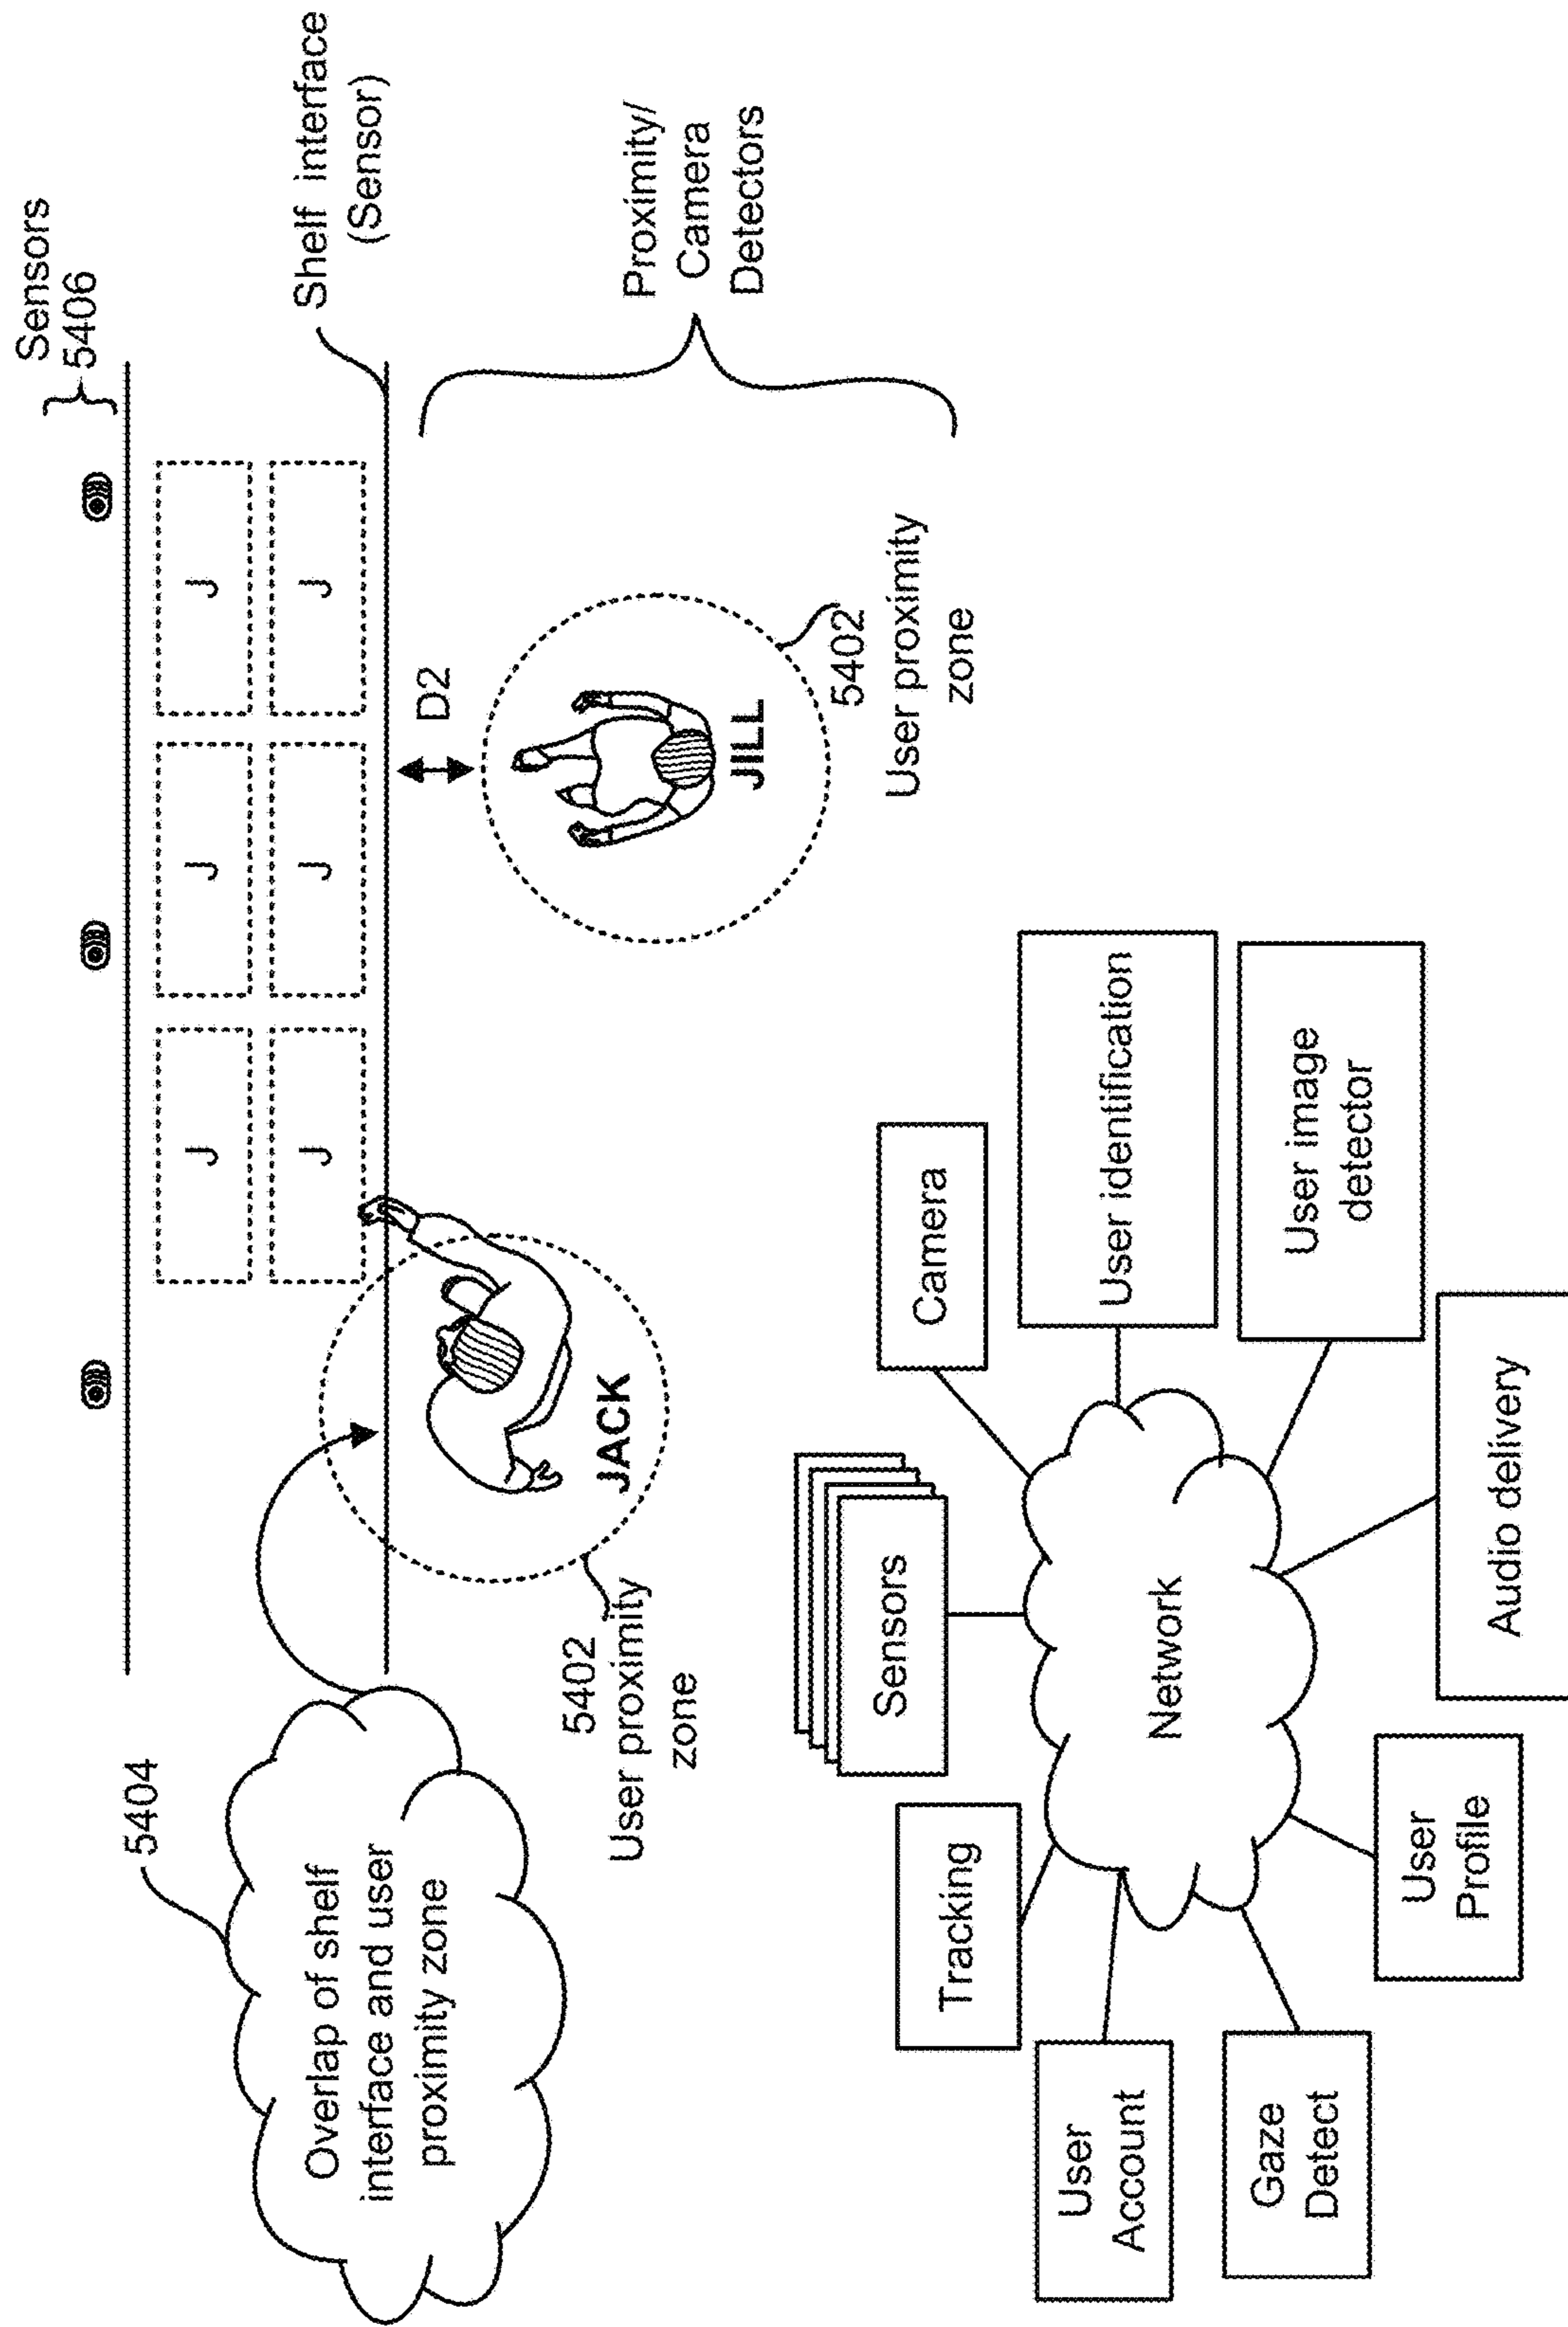 Sensors
5406
Shelf interface
(Sensor)
Proximity/
Camera
Detectors
5404
Overlap of shelf
interface and user
proximity zone
J
J
J
J
J
J
D2
JACK
5402
User proximity
zone
JILL
5402
User proximity
zone
Tracking
Sensors
Camera
User
Account
Network
User identification
Gaze
Detect
User
Profile
Audio delivery
User image
detector